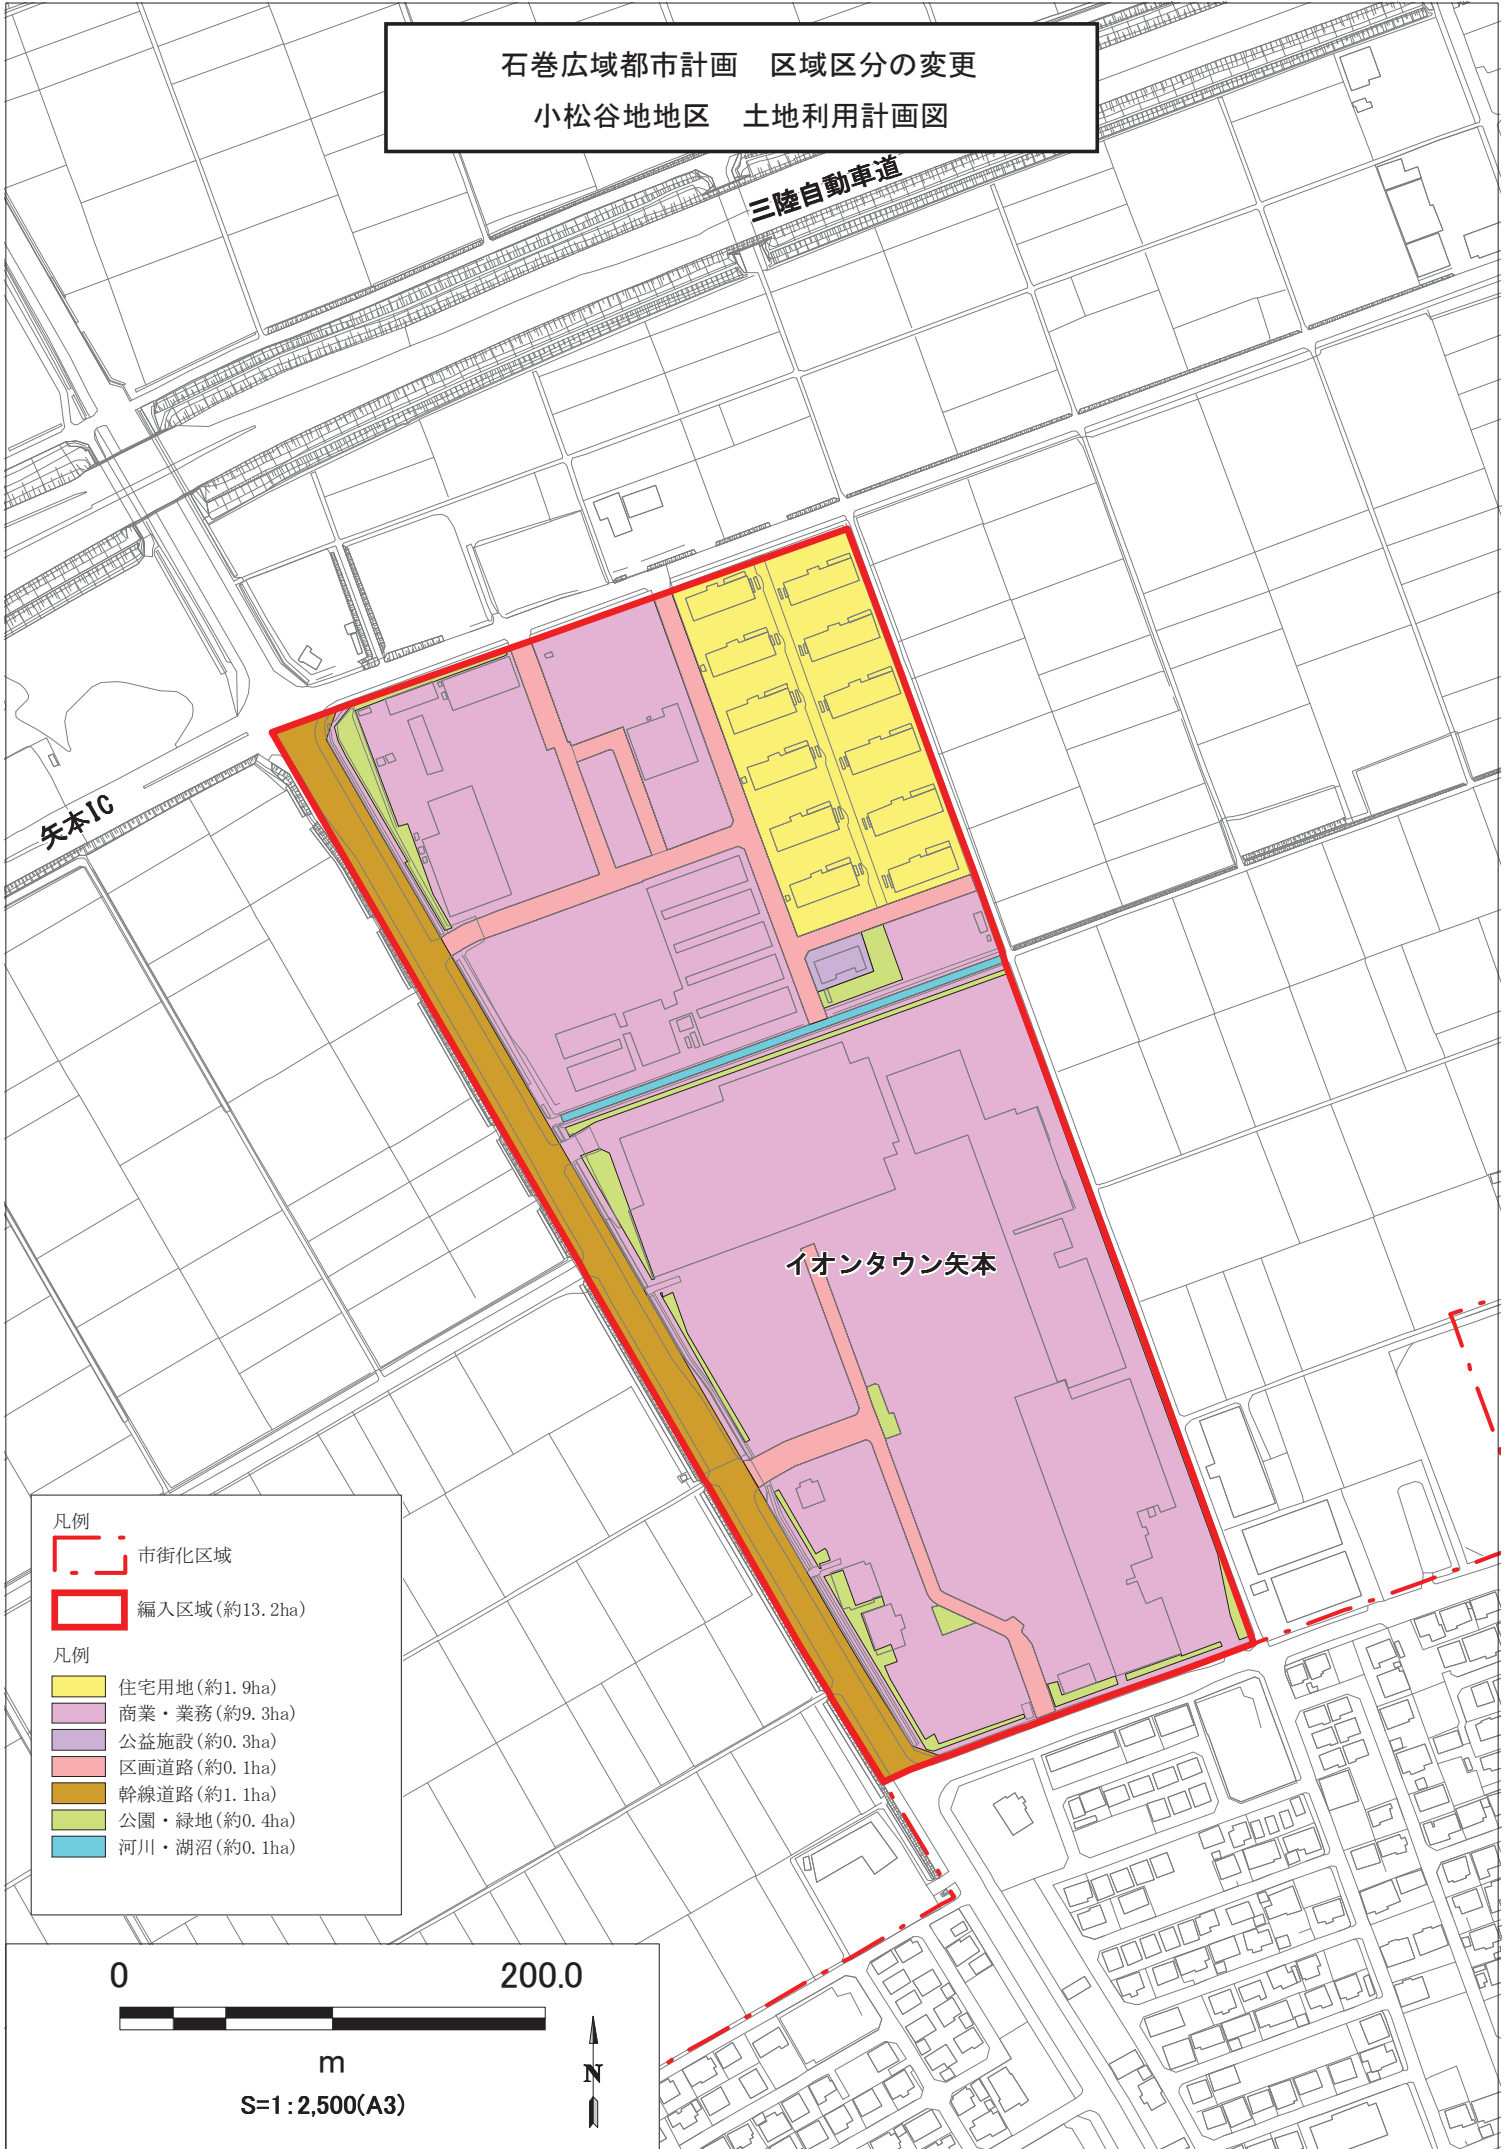 石巻広域都市計画　区域区分の変更
小松谷地地区　土地利用計画図
三陸自動車道
矢本IC
イオンタウン矢本
凡例
市街化区域
編入区域(約13.2ha)
凡例
住宅用地(約1.9ha)
商業・業務(約9.3ha)
公益施設(約0.3ha)
区画道路(約0.1ha)
幹線道路(約1.1ha)
公園・緑地(約0.4ha)
河川・湖沼(約0.1ha)
0 200.0
m
N
S=1:2,500(A3)